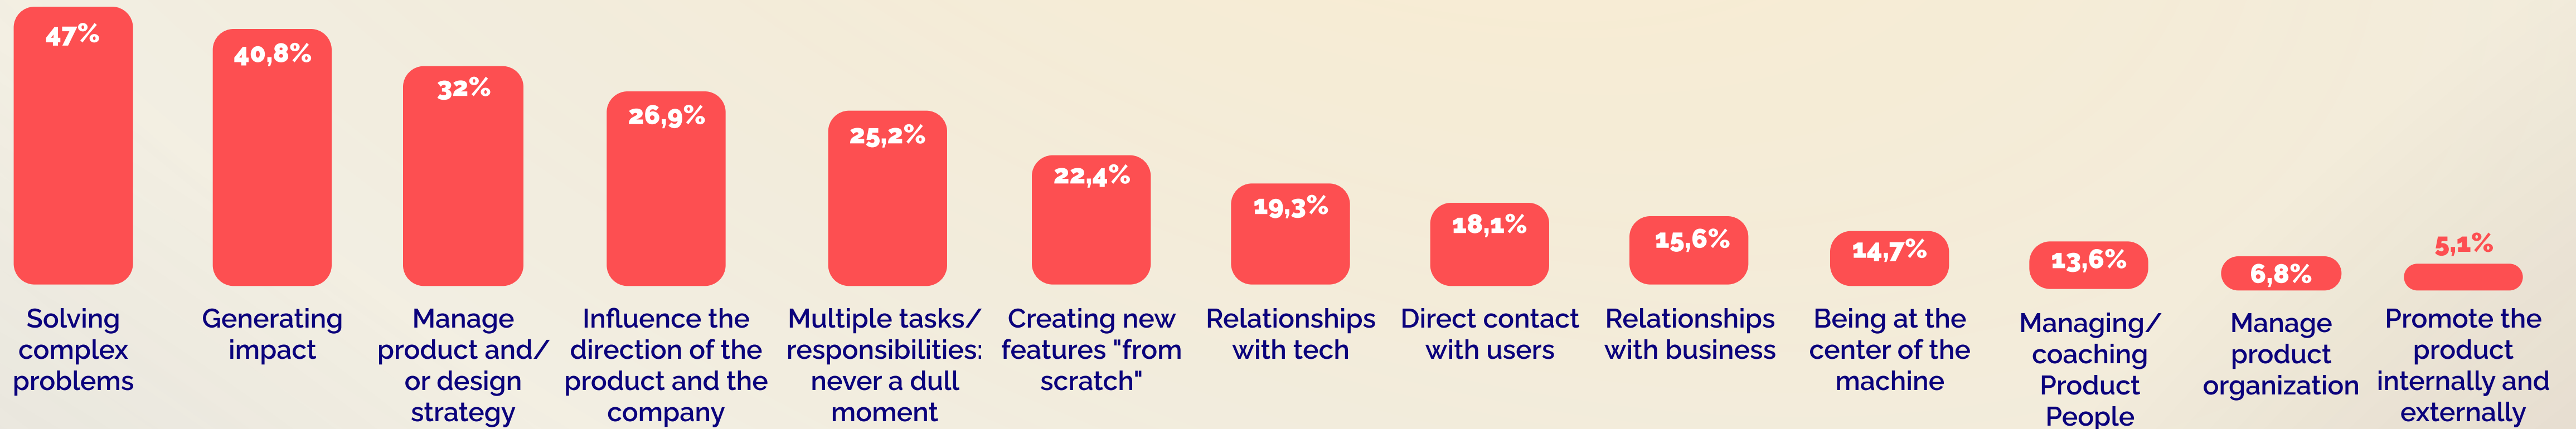 47%
40,8%
32%
26,9%
25,2%
22,4%
19,3%
18,1%
15,6%
14,7%
13,6%
6,8%
5,1%
Solving
complex
problems
Generating
impact
Manage
product and/
or design
strategy
Influence the
direction of the
product and the
company
Multiple tasks/
responsibilities:
never a dull
moment
Creating new
features "from
scratch"
Relationships
with tech
Direct contact
with users
Relationships
with business
Being at the
center of the
machine
Managing/
coaching
Product
People
Manage
product
organization
Promote the
product
internally and
externally